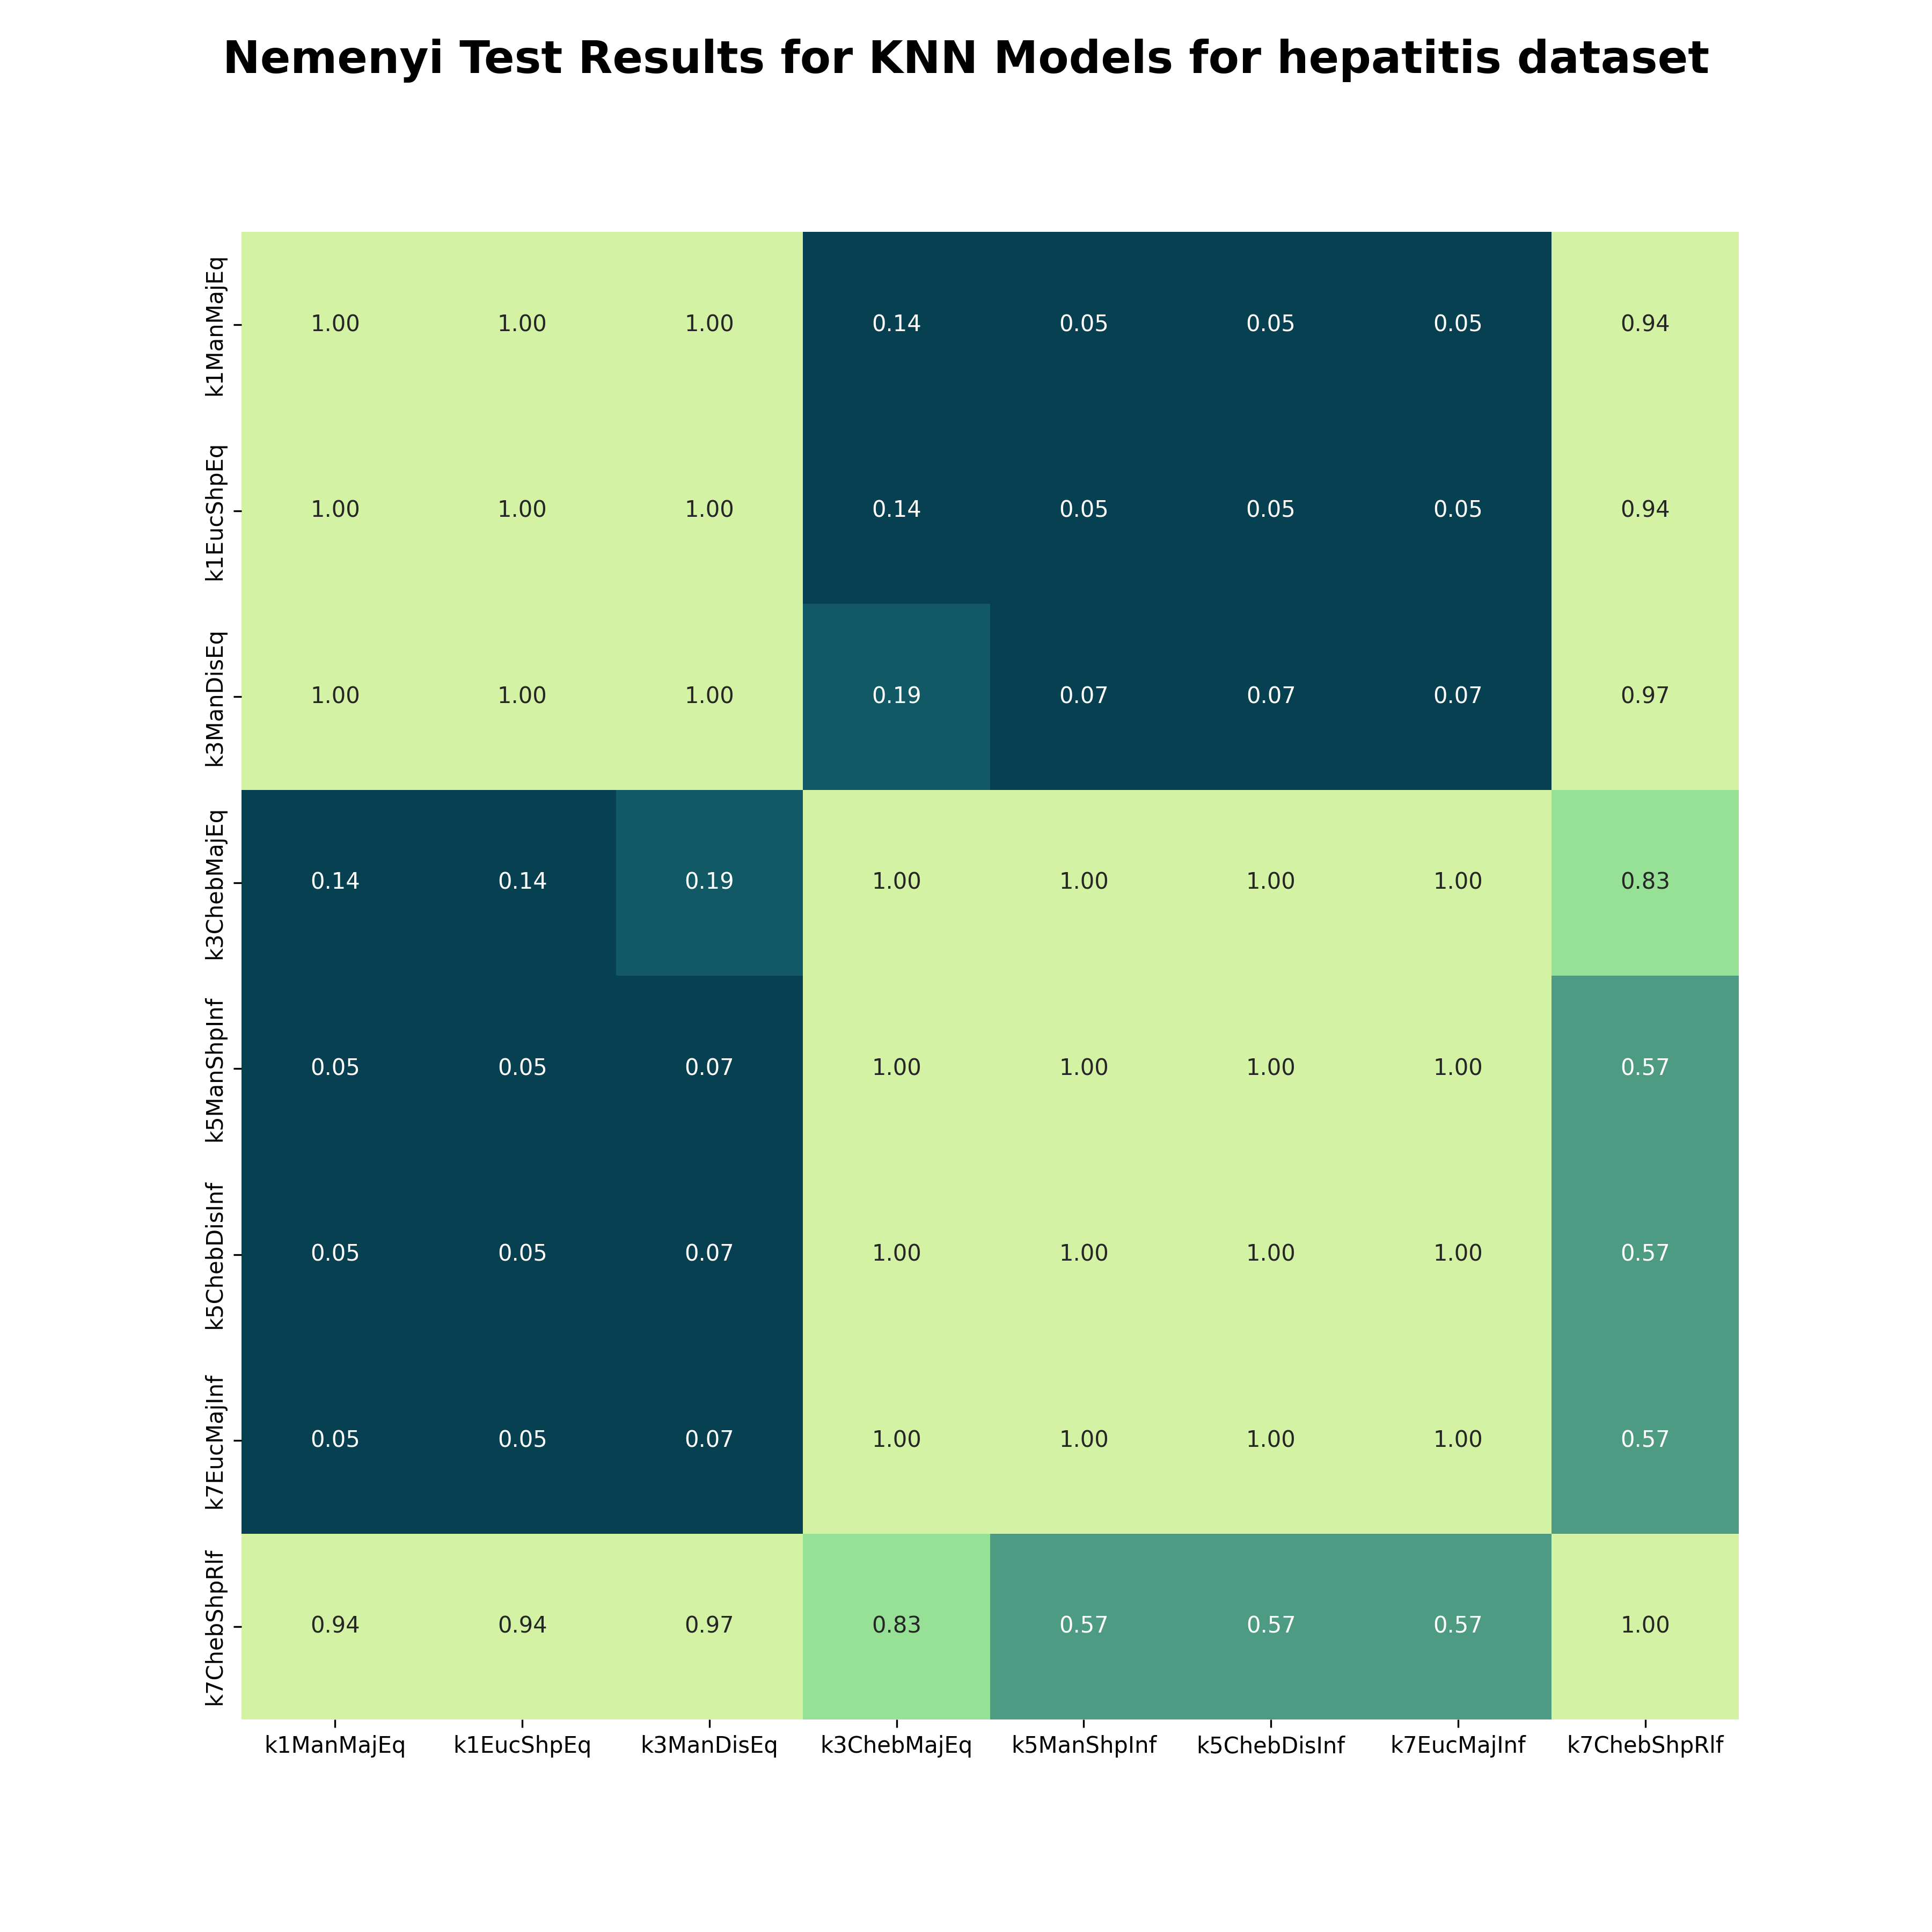 Nemenyi Test Results for KNN Models for hepatitis dataset
k1ManMajEq 1.00 1.00 1.00 0.14 0.05 0.05 0.05 0.94
k1EucShpEq 1.00 1.00 1.00 0.14 0.05 0.05 0.05 0.94
k3ManDisEq 1.00 1.00 1.00 0.19 0.07 0.07 0.07 0.97
k3ChebMajEq 0.14 0.14 0.19 1.00 1.00 1.00 1.00 0.83
k5ManShpInf 0.05 0.05 0.07 1.00 1.00 1.00 1.00 0.57
k5ChebDisInf 0.05 0.05 0.07 1.00 1.00 1.00 1.00 0.57
k7EucMajInf 0.05 0.05 0.07 1.00 1.00 1.00 1.00 0.57
k7ChebShpRlf 0.94 0.94 0.97 0.83 0.57 0.57 0.57 1.00
k1ManMajEq k1EucShpEq k3ManDisEq k3ChebMajEq k5ManShpInf k5ChebDisInf k7EucMajInf k7ChebShpRlf